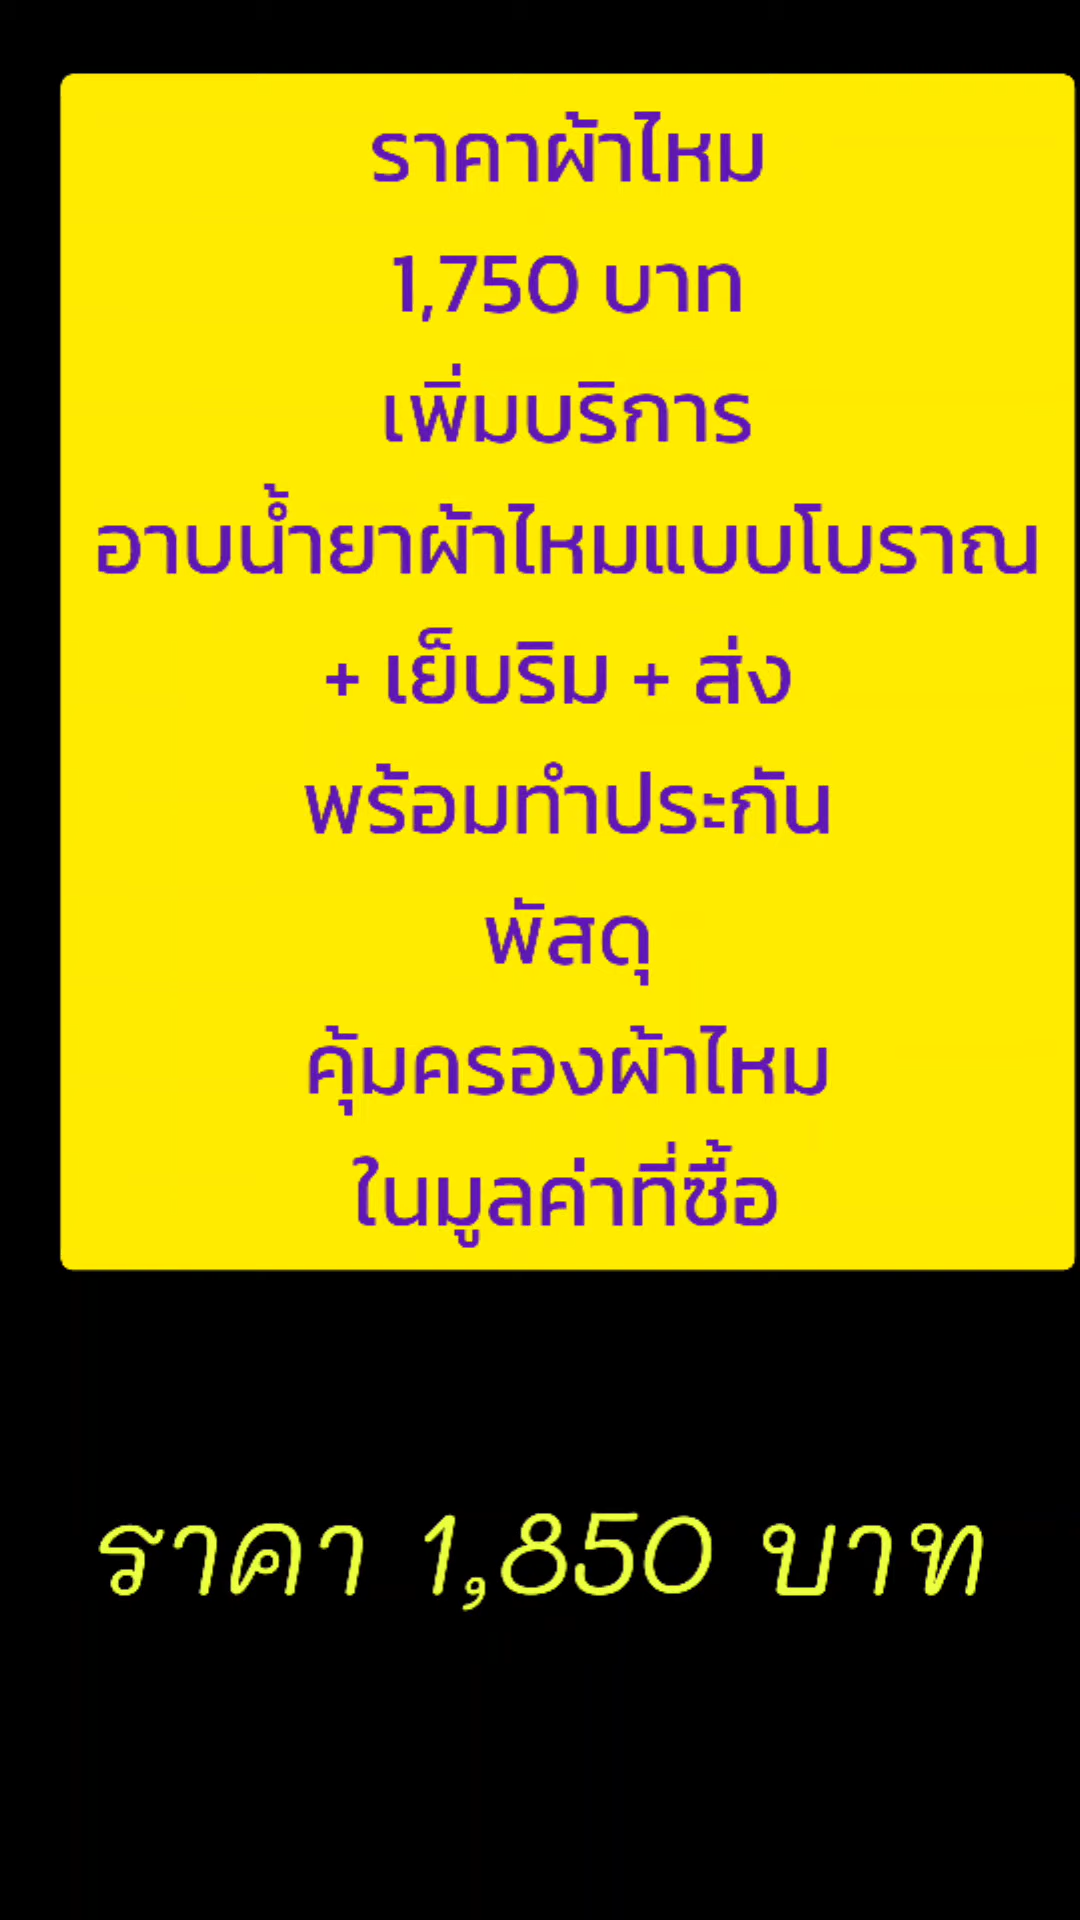 ราคาผ้าไหม
1,750 บาท
เพิ่มบริการ
อาบน้ำยาผ้าไหมแบบโบราณ
+ เย็บริม + ส่ง
พร้อมทำประกัน
พัสดุ
คุ้มครองผ้าไหม
ในมูลค่าที่ซื้อ
ราคา 1,850 บาท